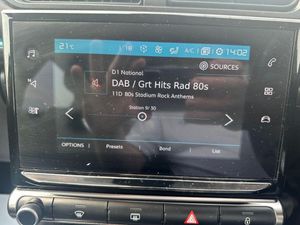 21°C
A/C
14:02
SOURCES
D1 National
DAB / Grt Hits Rad 80s
11D 80s Stadium Rock Anthems
Station 9/ 30
OPTIONS
Presets
Band
List